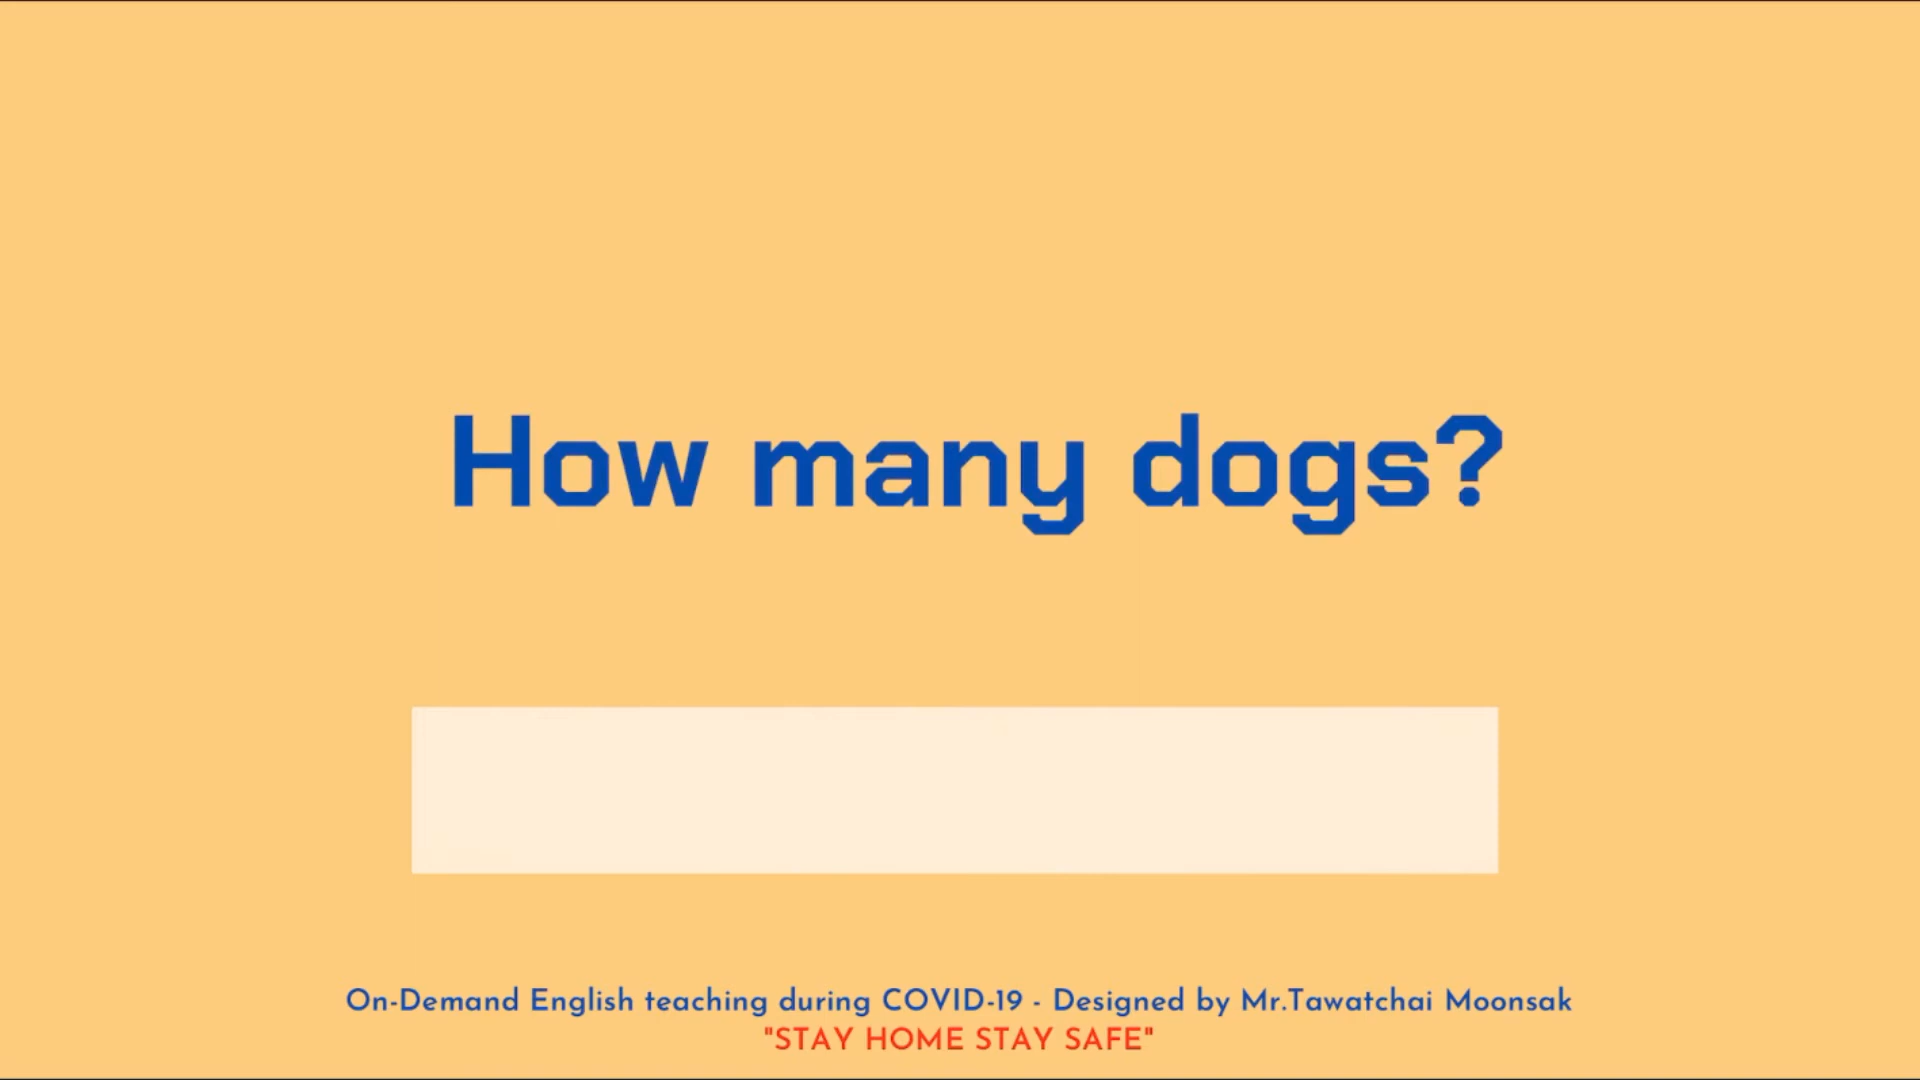 How many dogs?
On-Demand English teaching during COVID-19 - Designed by Mr.Tawatchai Moonsak
"STAY HOME STAY SAFE"